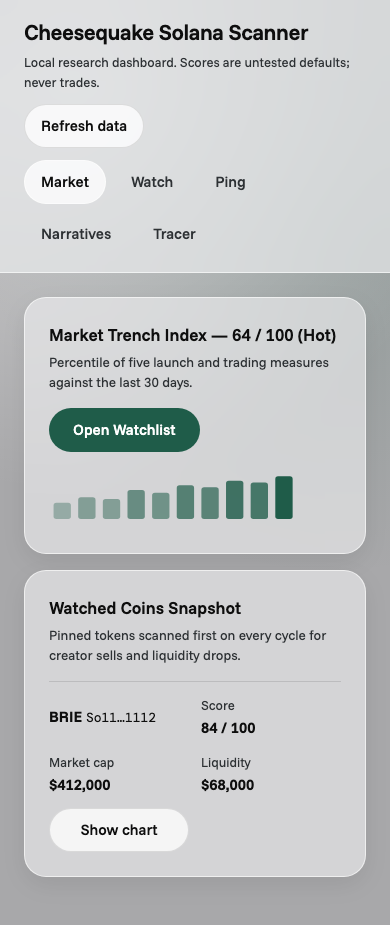 Cheesequake Solana Scanner
Local research dashboard. Scores are untested defaults;
never trades.
Refresh data
Market
Watch
Ping
Narratives
Tracer
Market Trench Index — 64 / 100 (Hot)
Percentile of five launch and trading measures
against the last 30 days.
Open Watchlist
Watched Coins Snapshot
Pinned tokens scanned first on every cycle for
creator sells and liquidity drops.
BRIE So11…1112
Score
84 / 100
Market cap
$412,000
Liquidity
$68,000
Show chart